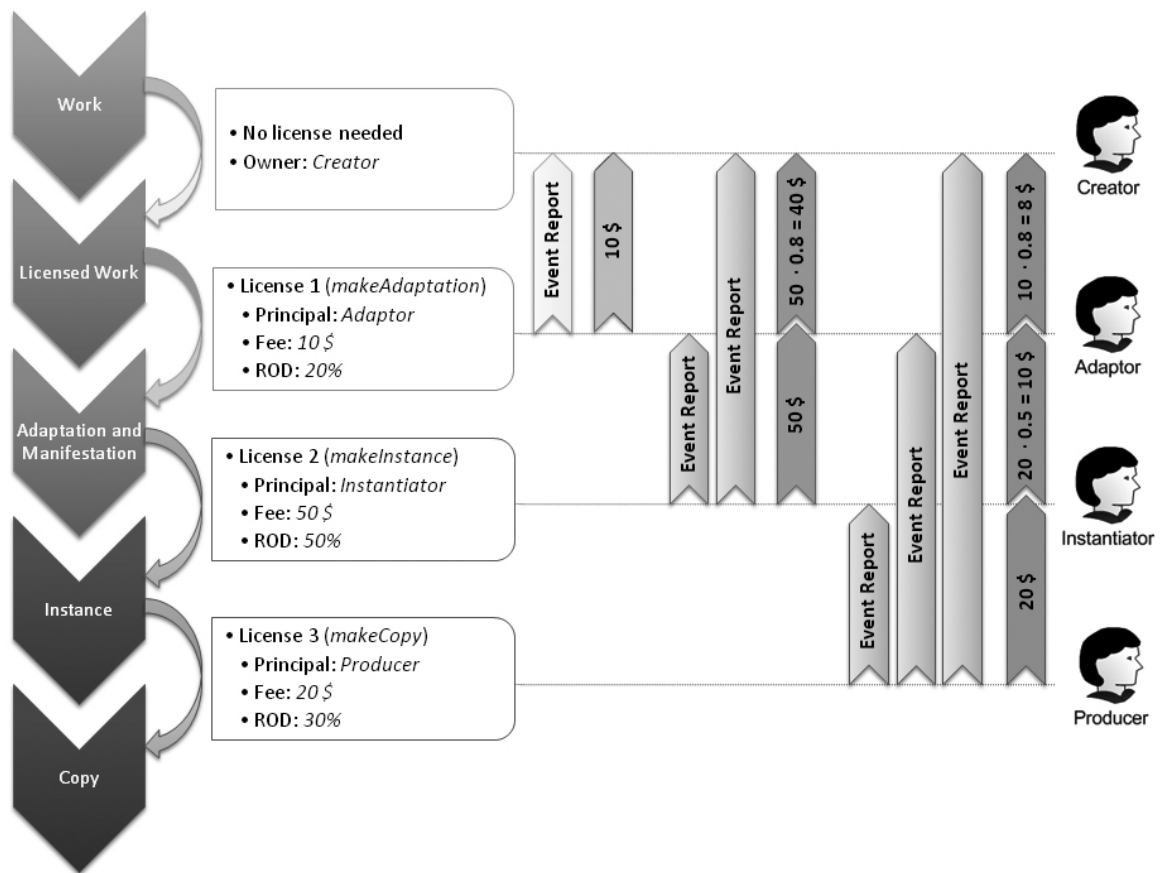 Work
• No license needed
• Owner: Creator
Licensed Work
• License 1 (makeAdaptation)
• Principal: Adaptor
• Fee: 10 $
• ROD: 20%
Adaptation and
Manifestation
• License 2 (makeInstance)
• Principal: Instantiator
• Fee: 50 $
• ROD: 50%
Instance
• License 3 (makeCopy)
• Principal: Producer
• Fee: 20 $
• ROD: 30%
Copy
Event Report
10 $
Event Report
Event Report
50 · 0.8 = 40 $
50 $
Event Report
Event Report
Event Report
10 · 0.8 = 8 $
20 · 0.5 = 10 $
20 $
Creator
Adaptor
Instantiator
Producer